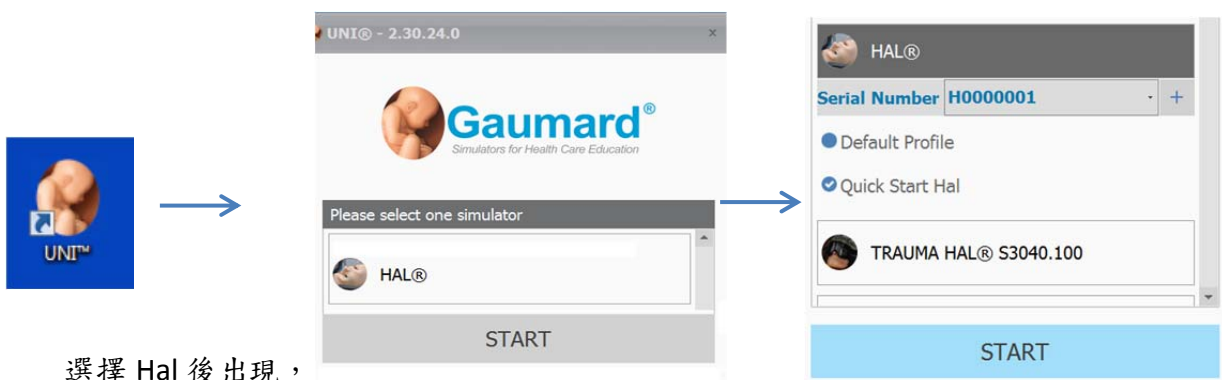 UNI™
UNI® - 2.30.24.0
×
Gaumard®
Simulators for Health Care Education
Please select one simulator
HAL®
START
HAL®
Serial Number H0000001 +
Default Profile
Quick Start Hal
TRAUMA HAL® S3040.100
START
選擇 Hal 後出現，